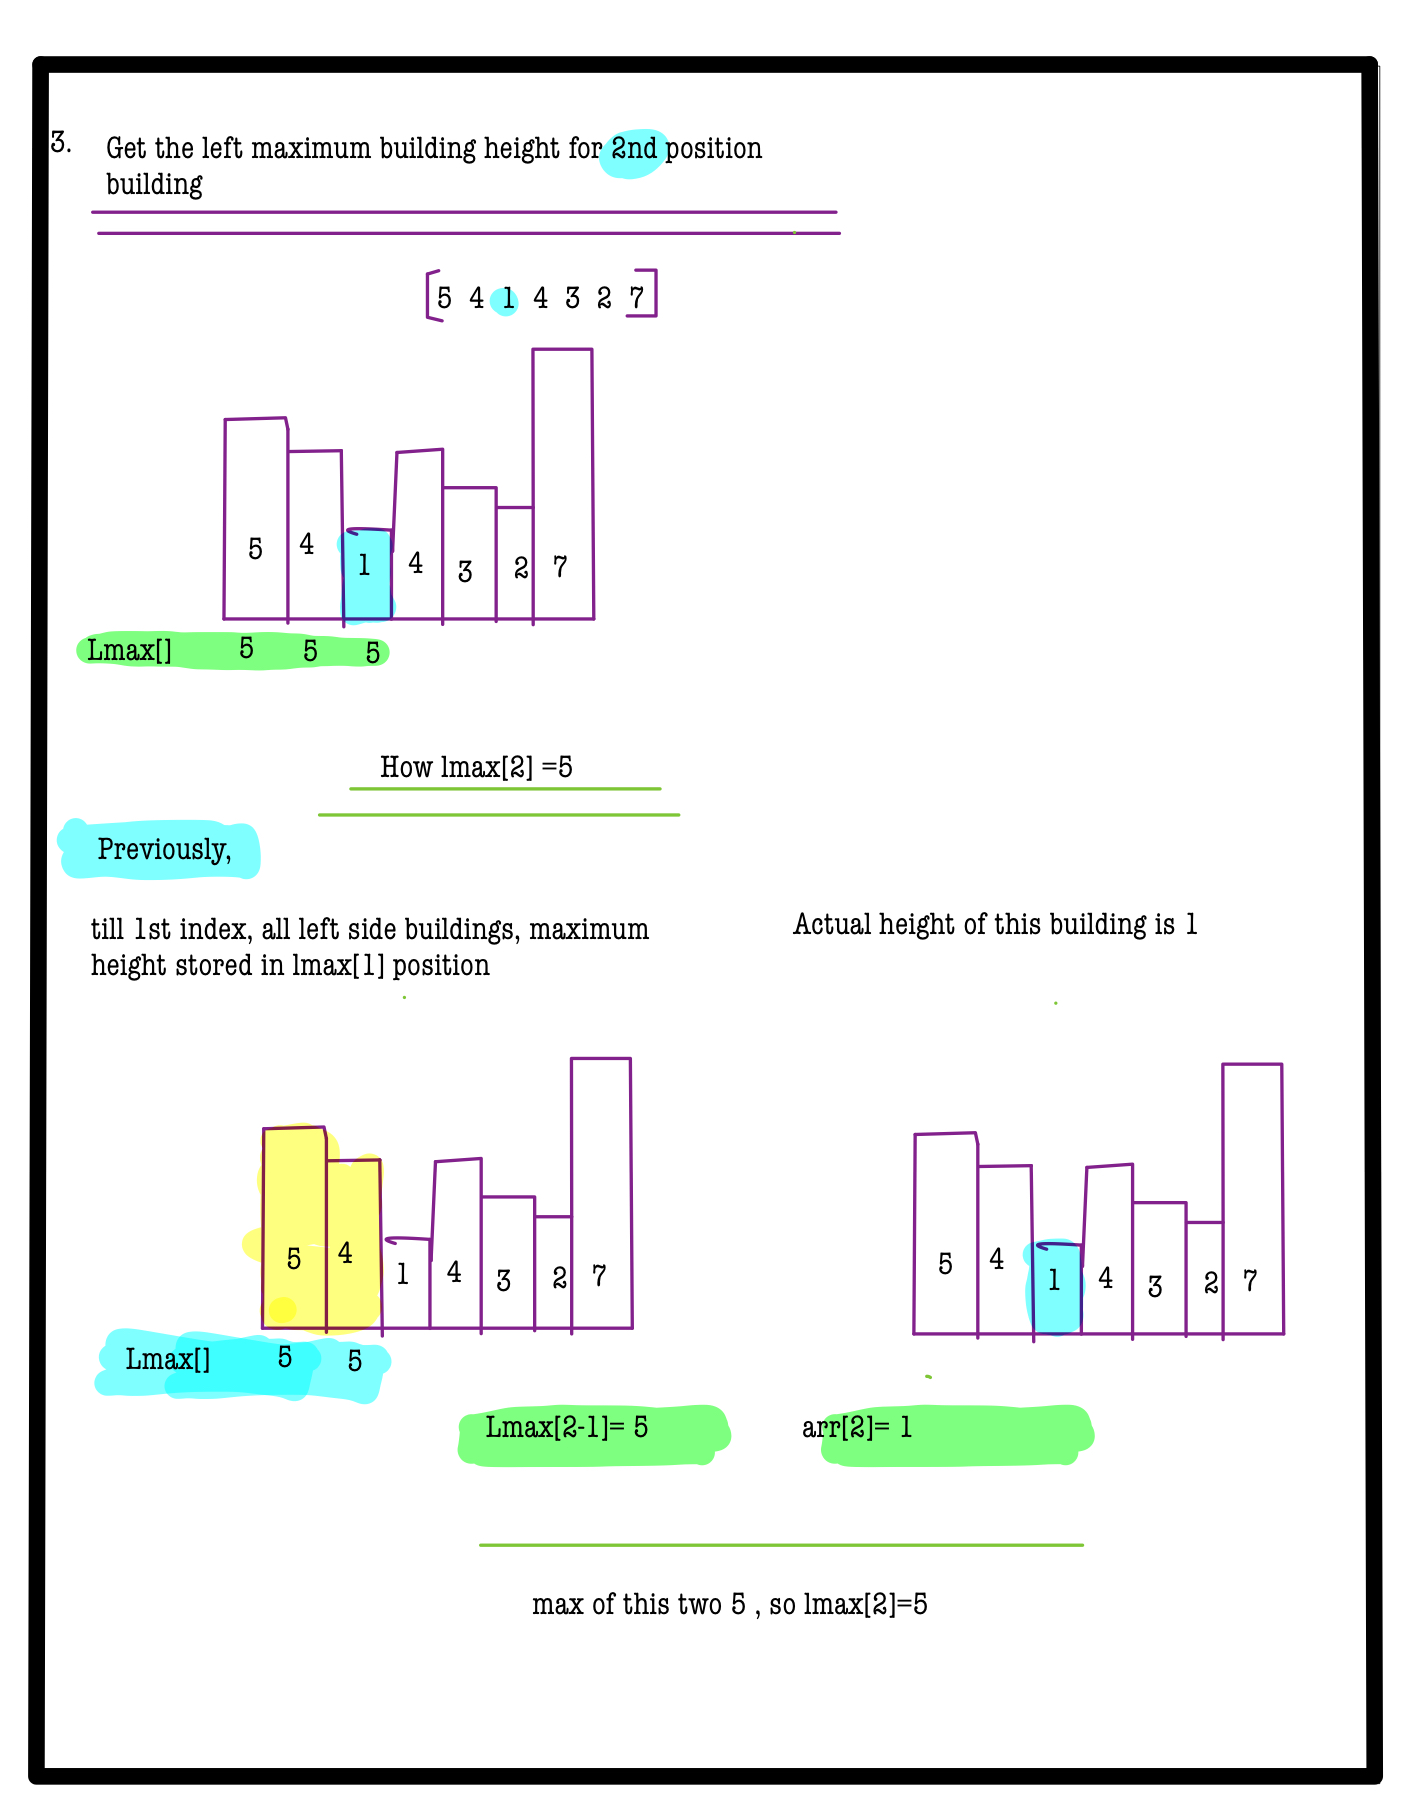 3. Get the left maximum building height for 2nd position
building
5 4 1 4 3 2 7
5 4 1 4 3 2 7
Lmax[] 5 5 5
How lmax[2] =5
Previously,
till 1st index, all left side buildings, maximum
height stored in lmax[1] position
Actual height of this building is 1
5 4 1 4 3 2 7
Lmax[] 5 5
5 4 1 4 3 2 7
Lmax[2-1]= 5
arr[2]= 1
max of this two 5 , so lmax[2]=5